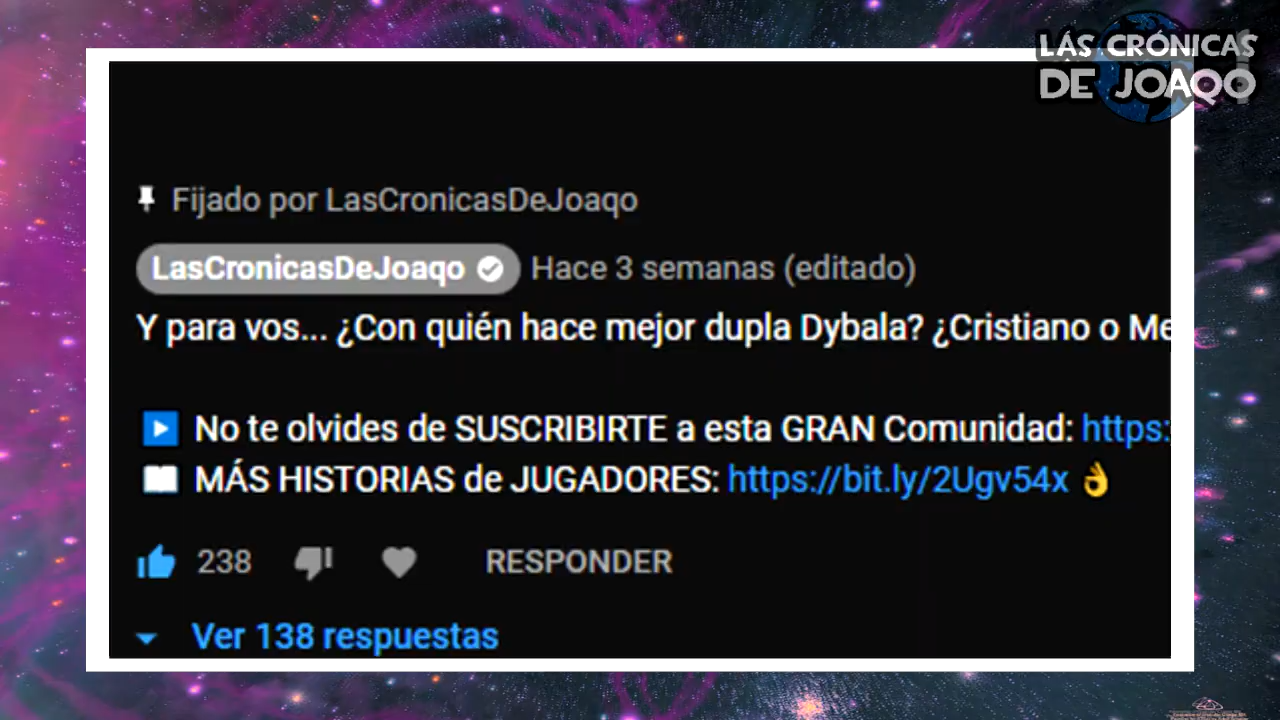 LAS CRÓNICAS
DE JOAQO
Fijado por LasCronicasDeJoaqo
LasCronicasDeJoaqo Hace 3 semanas (editado)
Y para vos... ¿Con quién hace mejor dupla Dybala? ¿Cristiano o Me
No te olvides de SUSCRIBIRTE a esta GRAN Comunidad: https:
MÁS HISTORIAS de JUGADORES: https://bit.ly/2Ugv54x 👌
238 RESPONDER
Ver 138 respuestas